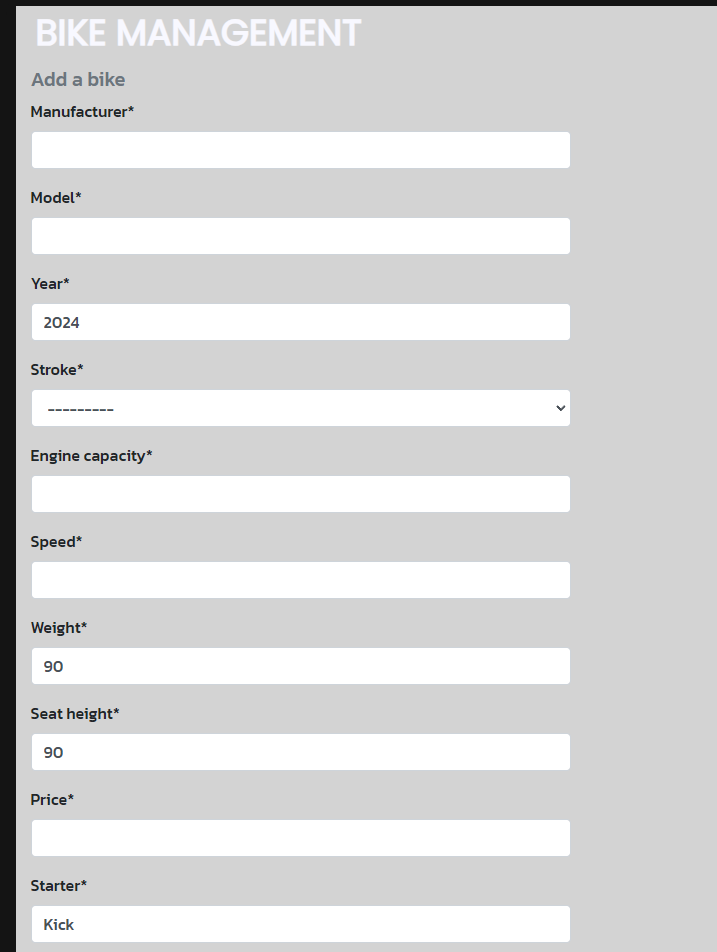 BIKE MANAGEMENT
Add a bike
Manufacturer*
Model*
Year*
2024
Stroke*
---------
Engine capacity*
Speed*
Weight*
90
Seat height*
90
Price*
Starter*
Kick